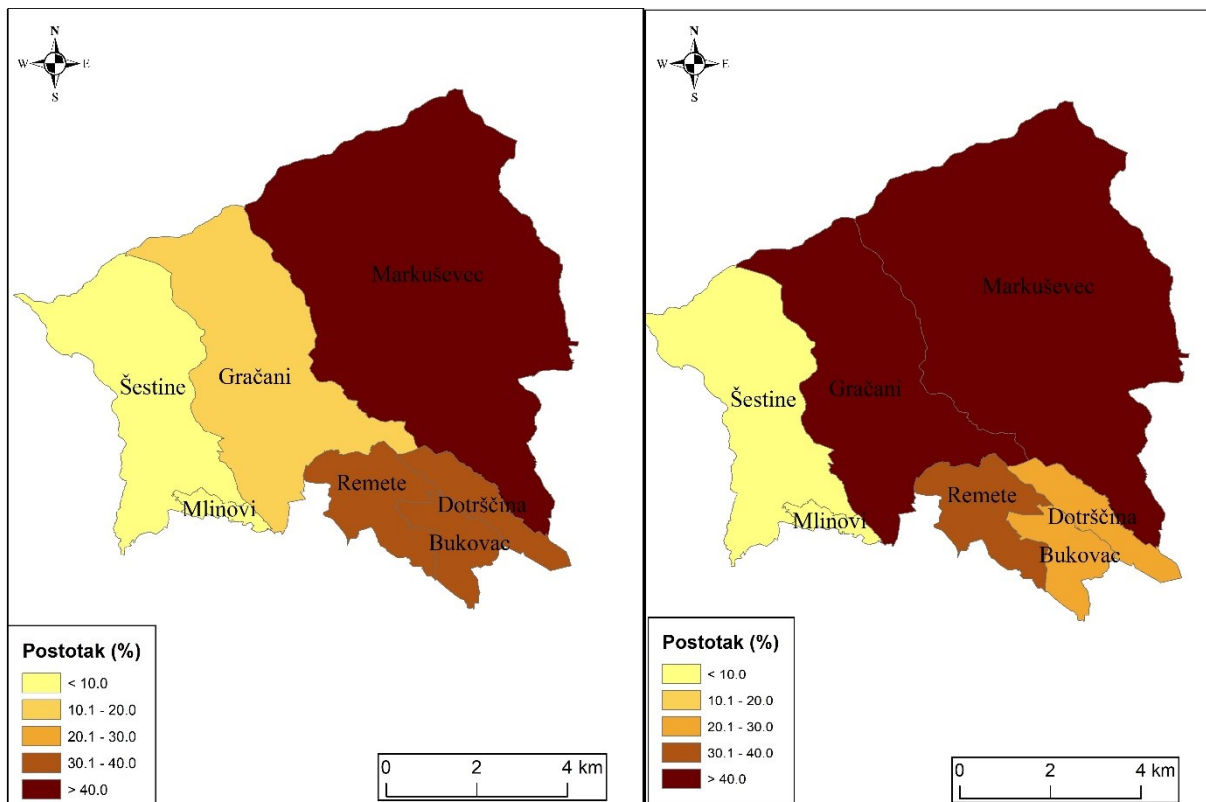 N
W E
S
Markuševec
Gračani
Šestine
Remete
Mlinovi
Dotrščina
Bukovac
Postotak (%)
< 10.0
10.1 - 20.0
20.1 - 30.0
30.1 - 40.0
> 40.0
0 2 4 km
N
W E
S
Markuševec
Gračani
Šestine
Remete
Mlinovi
Dotrščina
Bukovac
Postotak (%)
< 10.0
10.1 - 20.0
20.1 - 30.0
30.1 - 40.0
> 40.0
0 2 4 km